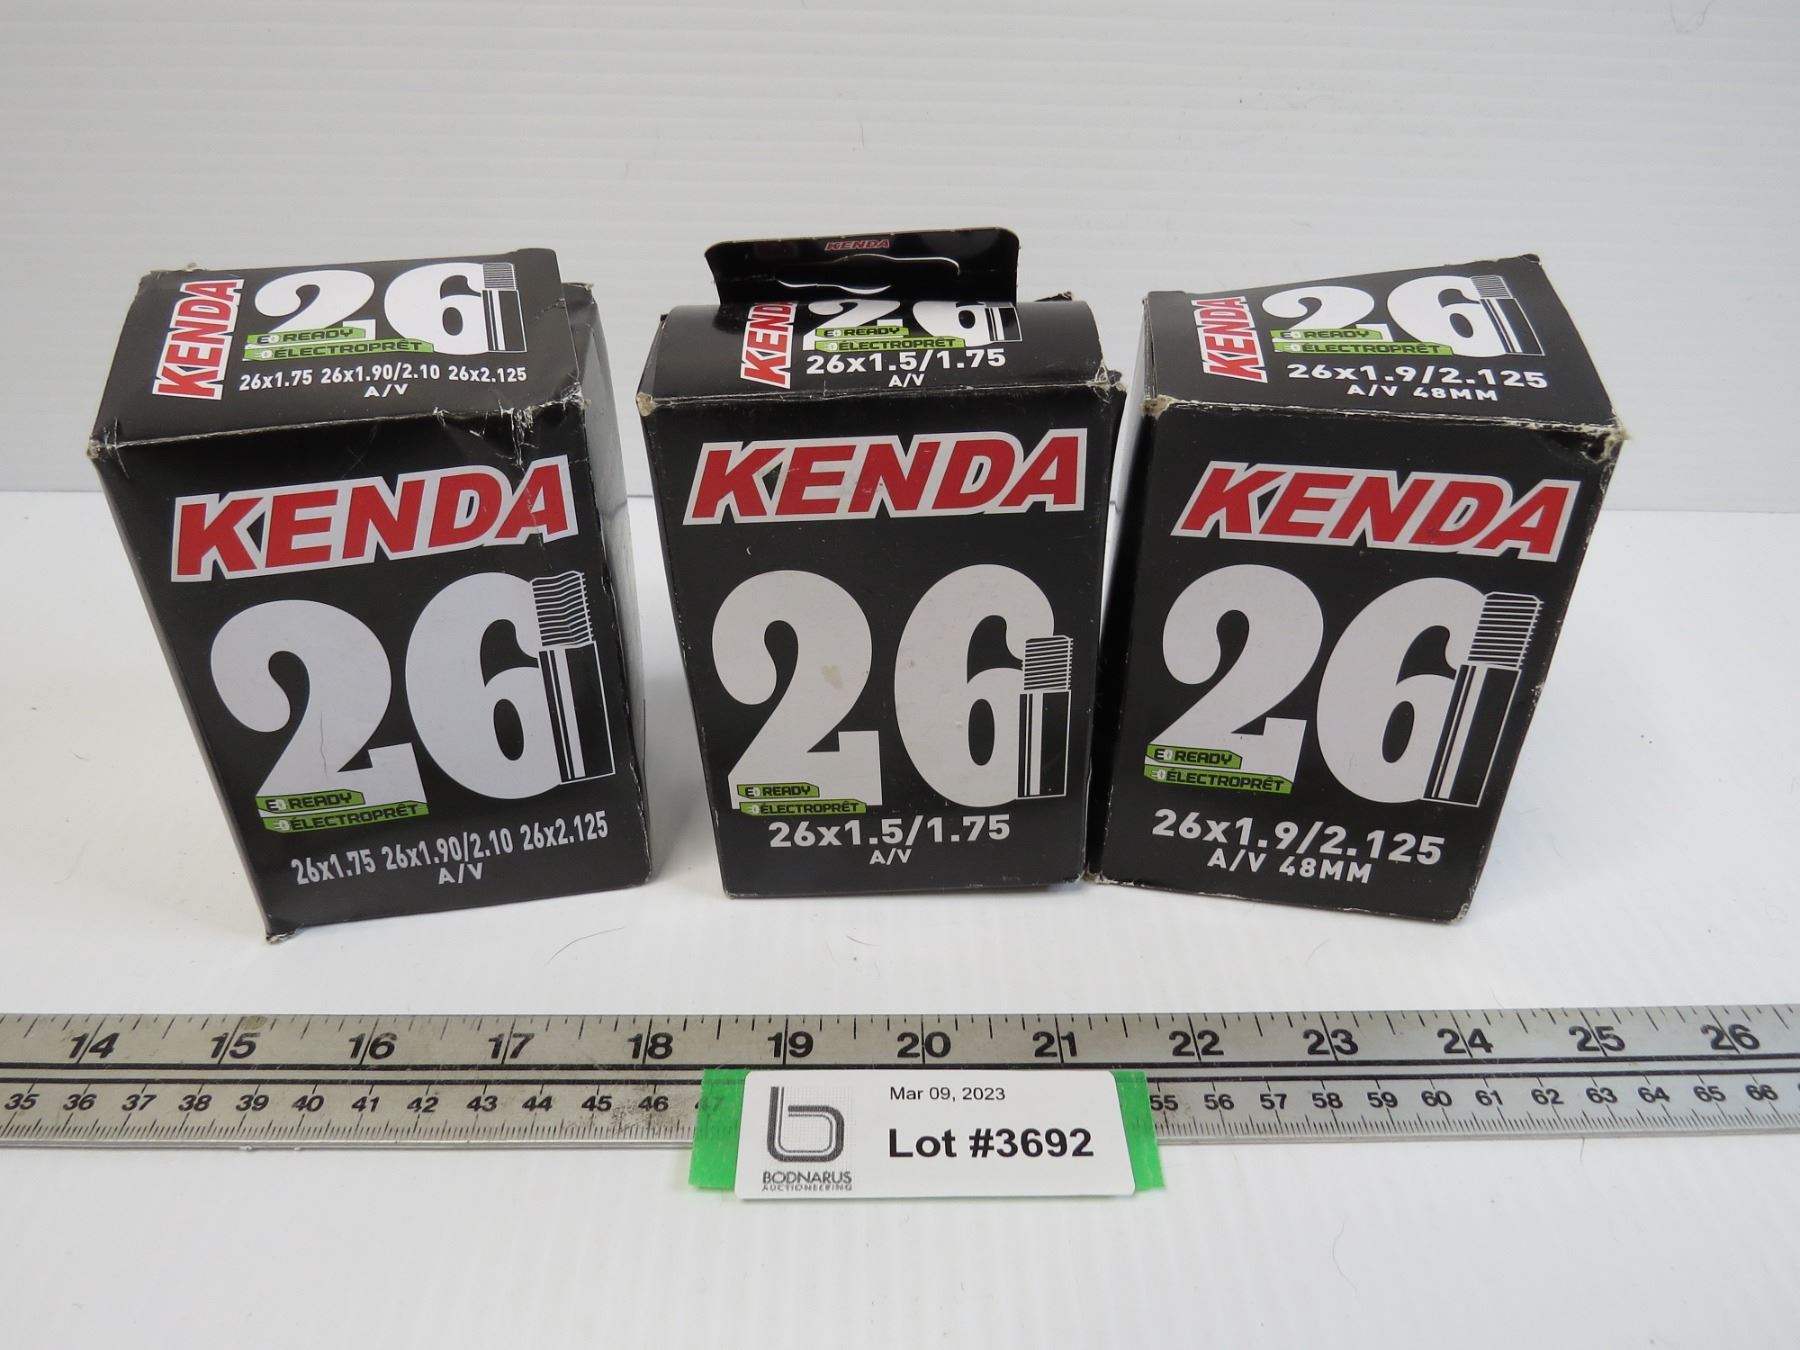 KENDA
26
E READY
ÉLECTROPRÊT
26x1.75 26x1.90/2.10 26x2.125
A/V
KENDA
26
E READY
ÉLECTROPRÊT
26x1.75 26x1.90/2.10 26x2.125
A/V
KENDA
KENDA
26
E READY
ÉLECTROPRÊT
26x1.5/1.75
A/V
KENDA
26
E READY
ÉLECTROPRÊT
26x1.5/1.75
A/V
KENDA
26
E READY
ÉLECTROPRÊT
26x1.9/2.125
A/V 48MM
KENDA
26
E READY
ÉLECTROPRÊT
26x1.9/2.125
A/V 48MM
14 15 16 17 18 19 20 21 22 23 24 25 26
35 36 37 38 39 40 41 42 43 44 45 46 47 55 56 57 58 59 60 61 62 63 64 65 66
Mar 09, 2023
Lot #3692
BODNARUS
AUCTIONEERING